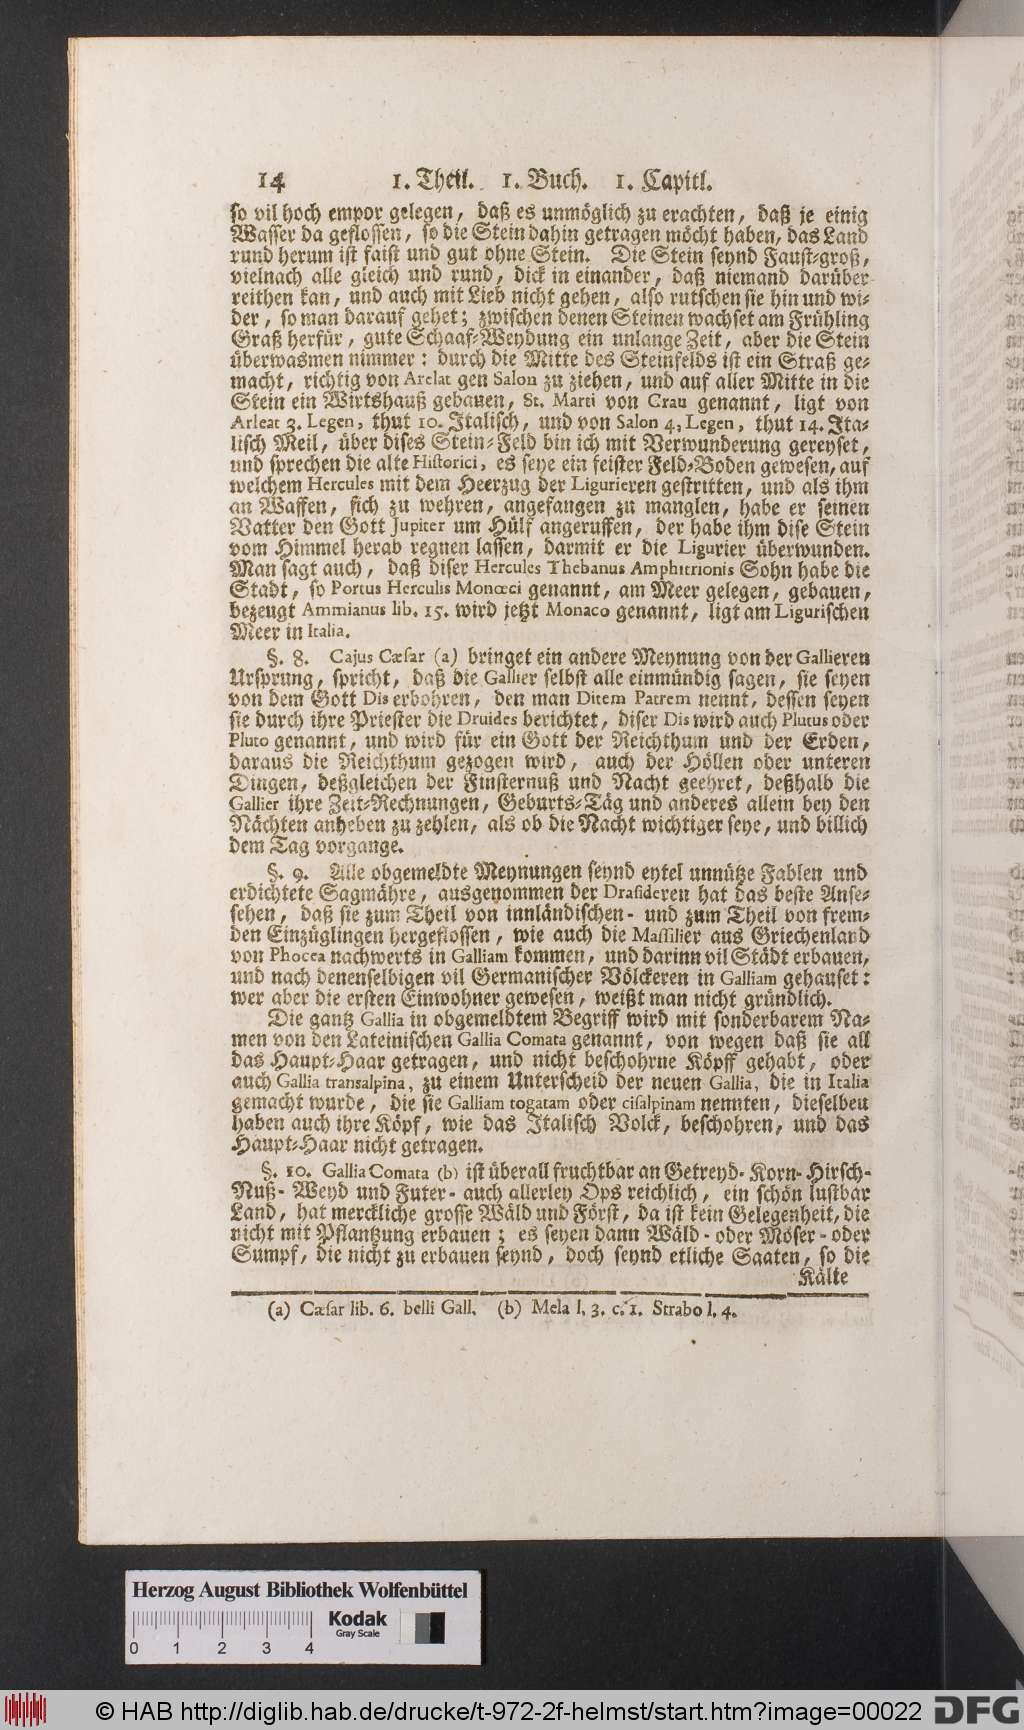 14 1. Theil. 1. Buch. 1. Capitl.
so vil hoch empor gelegen, daß es unmöglich zu erachten, daß je einig
Wasser da geflossen, so die Stein dahin getragen möcht haben, das Land
rund herum ist faist und gut ohne Stein. Die Stein seynd Faust-groß,
vielnach alle gleich und rund, dick in einander, daß niemand darüber
reithen kan, und auch mit Lieb nicht gehen, also rutschen sie hin und wi-
der, so man darauf gehet; zwischen denen Steinen wachset am Frühling
Graß herfür, gute Schaaf-Weydung ein unlange Zeit, aber die Stein
überwasmen nimmer: durch die Mitte des Steinfelds ist ein Straß ge-
macht, richtig von Arelat gen Salon zu ziehen, und auf aller Mitte in die
Stein ein Wirtshauß gebauen, St. Marti von Crau genannt, ligt von
Arleat 3. Legen, thut 10. Italisch, und von Salon 4, Legen, thut 14. Ita-
lisch Meil, über dises Stein-Feld bin ich mit Verwunderung gereyset,
und sprechen die alte Historici, es seye ein feister Feld-Boden gewesen, auf
welchem Hercules mit dem Heerzug der Ligurieren gestritten, und als ihm
an Waffen, sich zu wehren, angefangen zu manglen, habe er seinen
Vatter den Gott Jupiter um Hülf angeruffen, der habe ihm dise Stein
vom Himmel herab regnen lassen, darmit er die Ligurier überwunden.
Man sagt auch, daß diser Hercules Thebanus Amphitrionis Sohn habe die
Stadt, so Portus Herculis Monœci genannt, am Meer gelegen, gebauen,
bezeugt Ammianus lib. 15. wird jetzt Monaco genannt, ligt am Ligurischen
Meer in Italia.
§. 8. Cajus Cæsar (a) bringet ein andere Meynung von der Gallieren
Ursprung, spricht, daß die Gallier selbst alle einmündig sagen, sie seyen
von dem Gott Dis erbohren, den man Ditem Patrem nennt, dessen seyen
sie durch ihre Priester die Druides berichtet, diser Dis wird auch Plutus oder
Pluto genannt, und wird für ein Gott der Reichthum und der Erden,
daraus die Reichthum gezogen wird, auch der Höllen oder unteren
Dingen, deßgleichen der Finsternuß und Nacht geehret, deßhalb die
Gallier ihre Zeit-Rechnungen, Geburts-Täg und anderes allein bey den
Nächten anheben zu zehlen, als ob die Nacht wichtiger seye, und billich
dem Tag vorgange.
§. 9. Alle obgemeldte Meynungen seynd eytel unnütze Fablen und
erdichtete Sagmähre, ausgenommen der Drasideren hat das beste Anse-
sehen, daß sie zum Theil von innländischen- und zum Theil von frem-
den Einzüglingen hergeflossen, wie auch die Massilier aus Griechenland
von Phocea nachwerts in Galliam kommen, und darinn vil Städt erbauen,
und nach denenselbigen vil Germanischer Völckeren in Galliam gehauset:
wer aber die ersten Einwohner gewesen, weißt man nicht gründlich.
Die gantz Gallia in obgemeldtem Begriff wird mit sonderbarem Na-
men von den Lateinischen Gallia Comata genannt, von wegen daß sie all
das Haupt-Haar getragen, und nicht beschohrne Köpff gehabt, oder
auch Gallia transalpina, zu einem Unterscheid der neuen Gallia, die in Italia
gemacht wurde, die sie Galliam togatam oder cisalpinam nennten, dieselben
haben auch ihre Köpf, wie das Italisch Volck, beschohren, und das
Haupt-Haar nicht getragen.
§. 10. Gallia Comata (b) ist überall fruchtbar an Getreyd- Korn- Hirsch-
Nuß- Weyd und Futer- auch allerley Ops reichlich, ein schön lustbar
Land, hat merckliche grosse Wäld und Först, da ist kein Gelegenheit, die
nicht mit Pflantzung erbauen; es seyen dann Wäld- oder Möser- oder
Sumpf, die nicht zu erbauen seynd, doch seynd etliche Saaten, so die
Kälte
(a) Cæsar lib. 6. belli Gall. (b) Mela l. 3. c. 1. Strabo l. 4.
Herzog August Bibliothek Wolfenbüttel
Kodak
Gray Scale
0 1 2 3 4
© HAB http://diglib.hab.de/drucke/t-972-2f-helmst/start.htm?image=00022
DFG